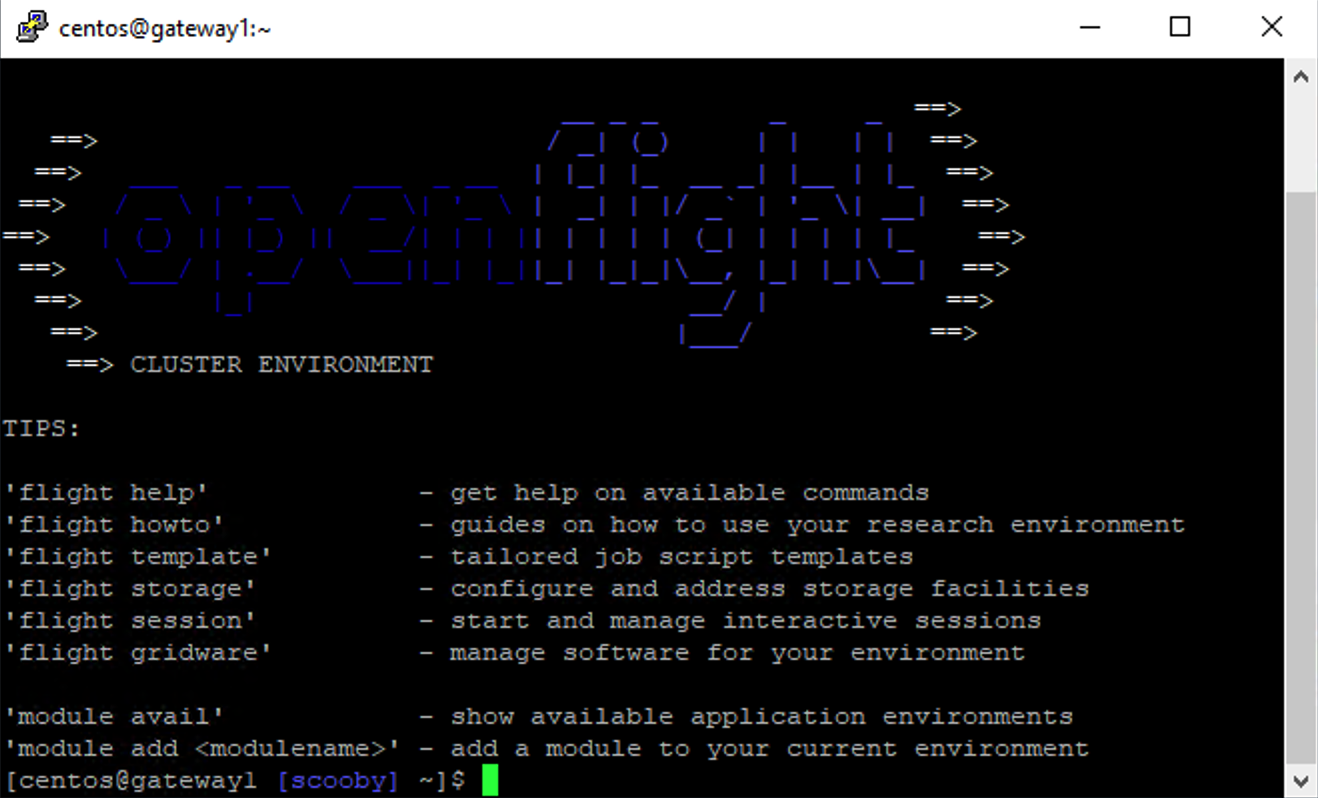 centos@gateway1:~
openflight
==> CLUSTER ENVIRONMENT
TIPS:
'flight help' - get help on available commands
'flight howto' - guides on how to use your research environment
'flight template' - tailored job script templates
'flight storage' - configure and address storage facilities
'flight session' - start and manage interactive sessions
'flight gridware' - manage software for your environment
'module avail' - show available application environments
'module add <modulename>' - add a module to your current environment
[centos@gateway1 [scooby] ~]$